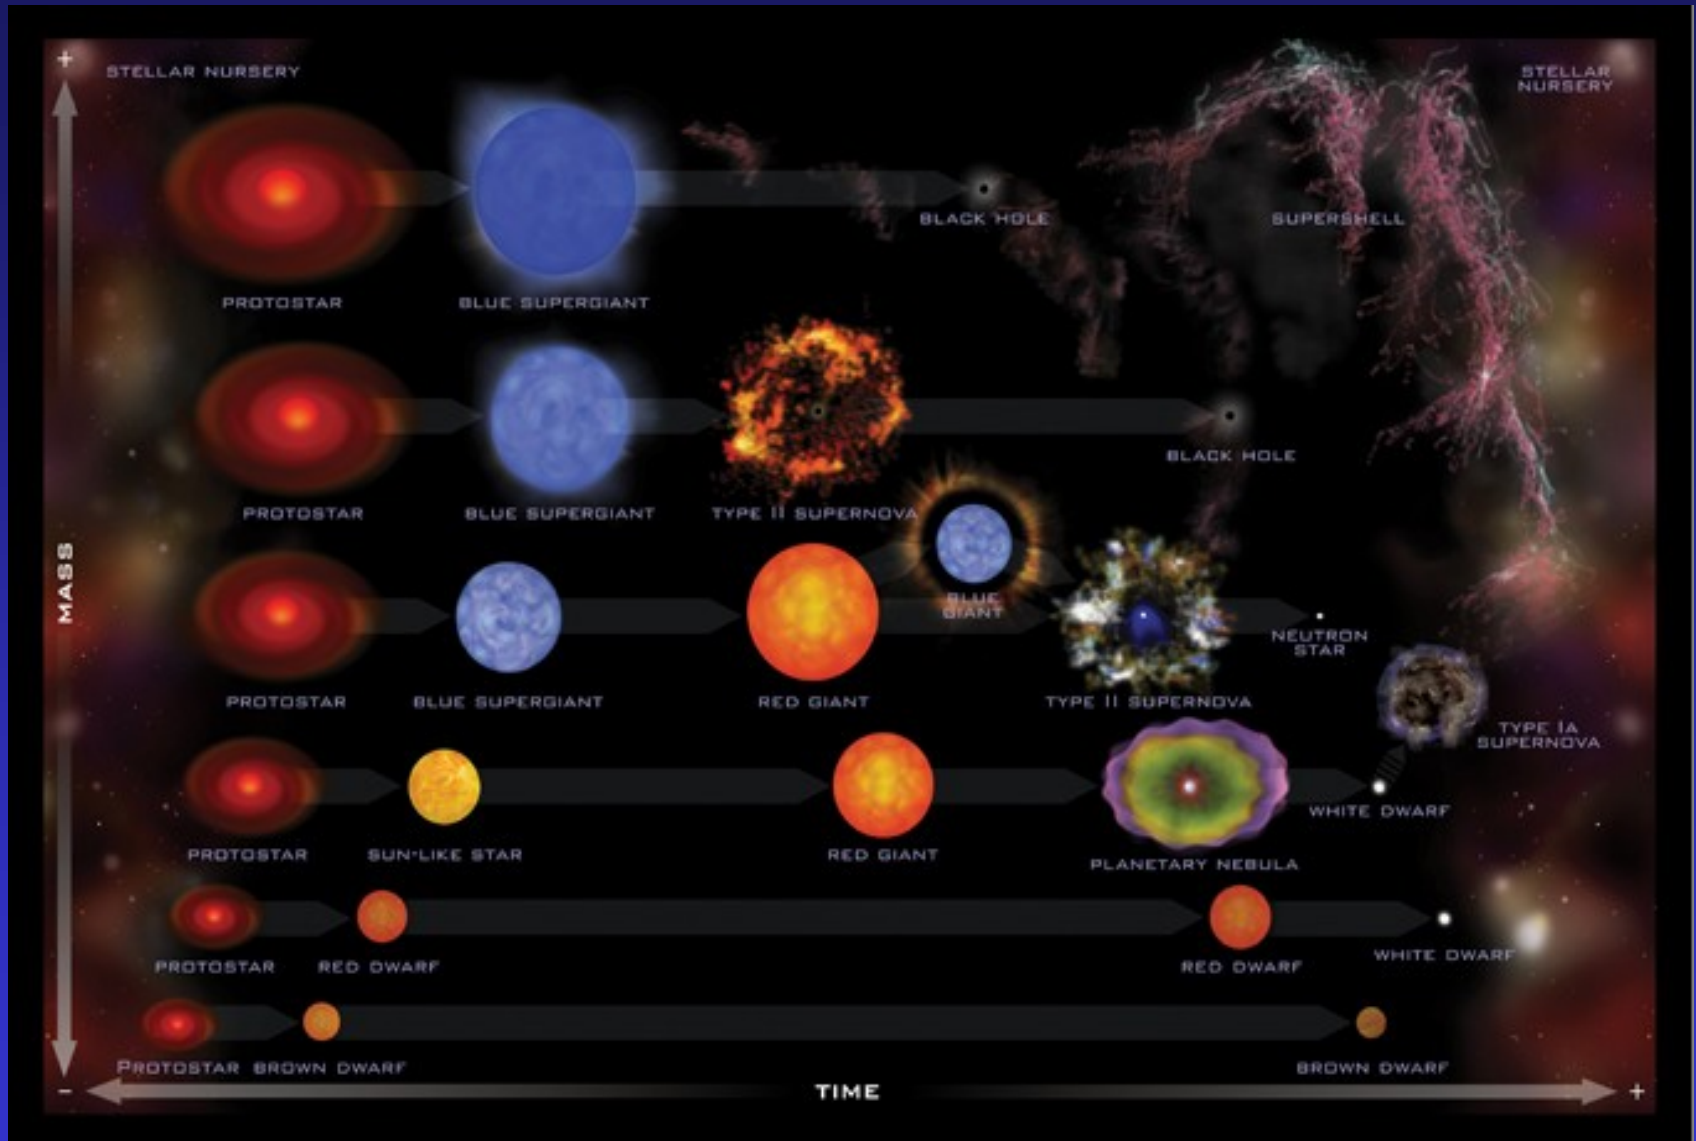 +
STELLAR NURSERY
STELLAR
NURSERY
BLACK HOLE
SUPERSHELL
PROTOSTAR
BLUE SUPERGIANT
BLACK HOLE
PROTOSTAR
BLUE SUPERGIANT
TYPE II SUPERNOVA
MASS
BLUE
GIANT
NEUTRON
STAR
PROTOSTAR
BLUE SUPERGIANT
RED GIANT
TYPE II SUPERNOVA
TYPE IA
SUPERNOVA
WHITE DWARF
PROTOSTAR
SUN-LIKE STAR
RED GIANT
PLANETARY NEBULA
WHITE DWARF
PROTOSTAR
RED DWARF
RED DWARF
PROTOSTAR
BROWN DWARF
BROWN DWARF
-
TIME
+